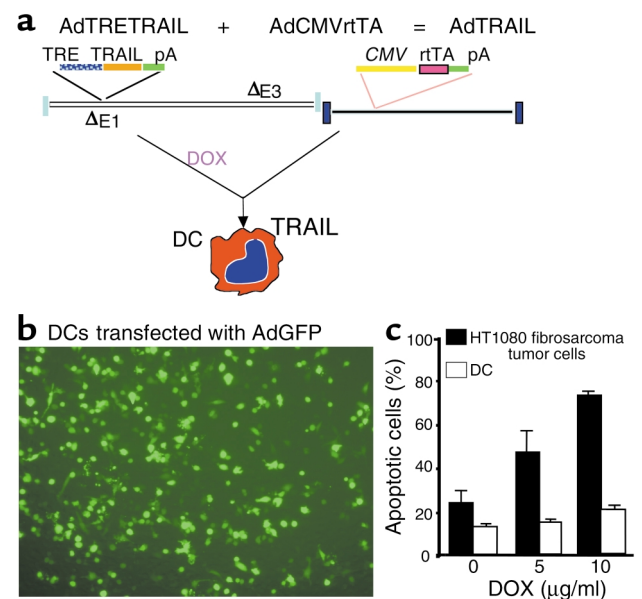 a
AdTRETRAIL + AdCMVrtTA = AdTRAIL
TRE TRAIL pA
CMV rtTA pA
ΔE3
ΔE1
DOX
DC TRAIL
b DCs transfected with AdGFP
c
HT1080 fibrosarcoma
tumor cells
DC
Apoptotic cells (%)
100
80
60
40
20
0
0 5 10
DOX (μg/ml)